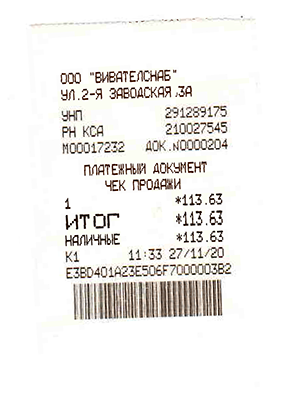 ООО "ВИВАТЕЛСНАБ"
УЛ.2-Я ЗАВОДСКАЯ,3А
УНП 291289175
РН КСА 210027545
М00017232 ДОК.N0000204
ПЛАТЕЖНЫЙ ДОКУМЕНТ
ЧЕК ПРОДАЖИ
1 *113.63
ИТОГ *113.63
НАЛИЧНЫЕ *113.63
К1 11:33 27/11/20
E3BD401A23E506F7000003B2